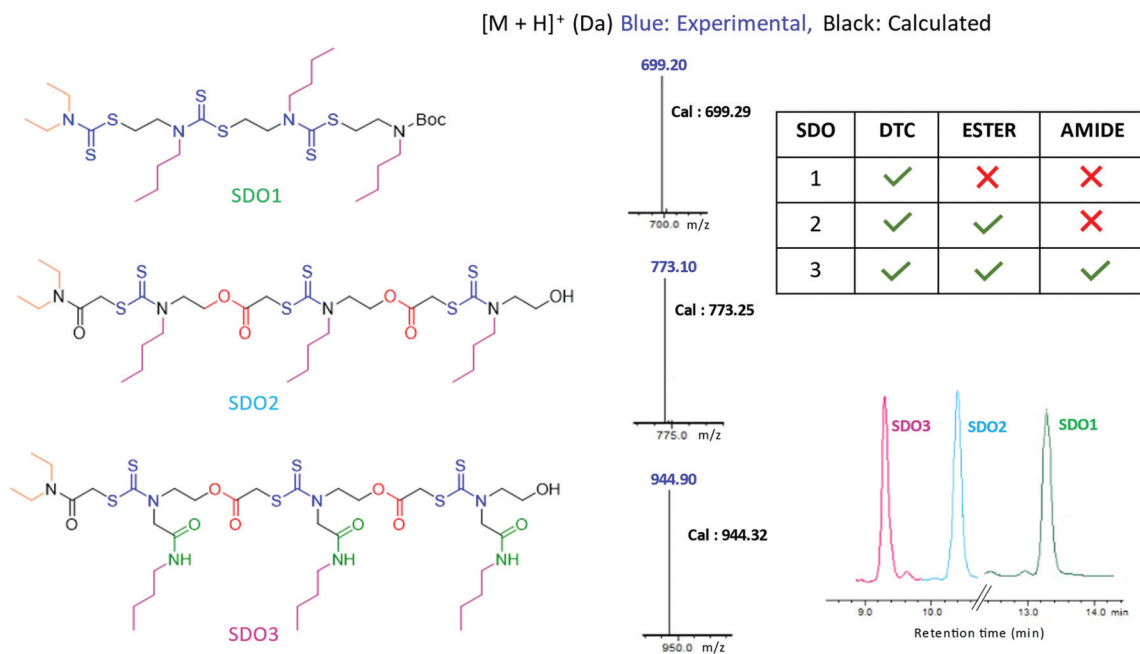 [M + H]⁺ (Da) Blue: Experimental, Black: Calculated
N
S
S
N
S
S
N
S
S
N
Boc
SDO1
699.20
Cal : 699.29
700.0 m/z
SDO DTC ESTER AMIDE
1 ✓ ✗ ✗
2 ✓ ✓ ✗
3 ✓ ✓ ✓
N
O
S
S
N
O
O
S
S
N
O
O
S
S
N
OH
SDO2
773.10
Cal : 773.25
775.0 m/z
N
O
S
S
N
O
NH
O
O
S
S
N
O
NH
O
O
S
S
N
O
NH
OH
SDO3
944.90
Cal : 944.32
950.0 m/z
SDO3 SDO2 SDO1
9.0 10.0 13.0 14.0 min
Retention time (min)